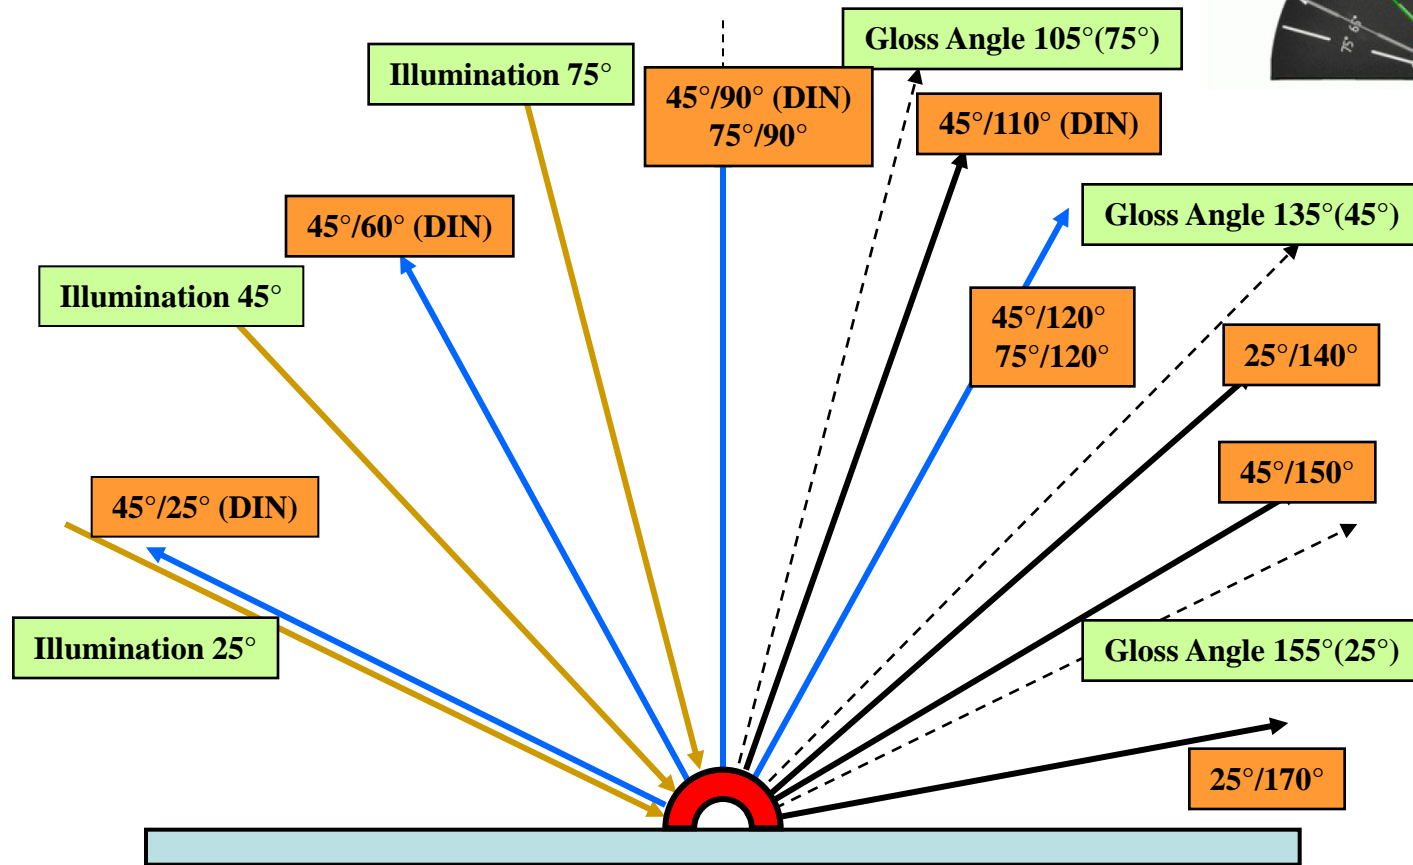 Gloss Angle 105°(75°)
75° 65°
Illumination 75°
45°/90° (DIN)
75°/90°
45°/110° (DIN)
45°/60° (DIN)
Gloss Angle 135°(45°)
Illumination 45°
45°/120°
75°/120°
25°/140°
45°/150°
45°/25° (DIN)
Illumination 25°
Gloss Angle 155°(25°)
25°/170°